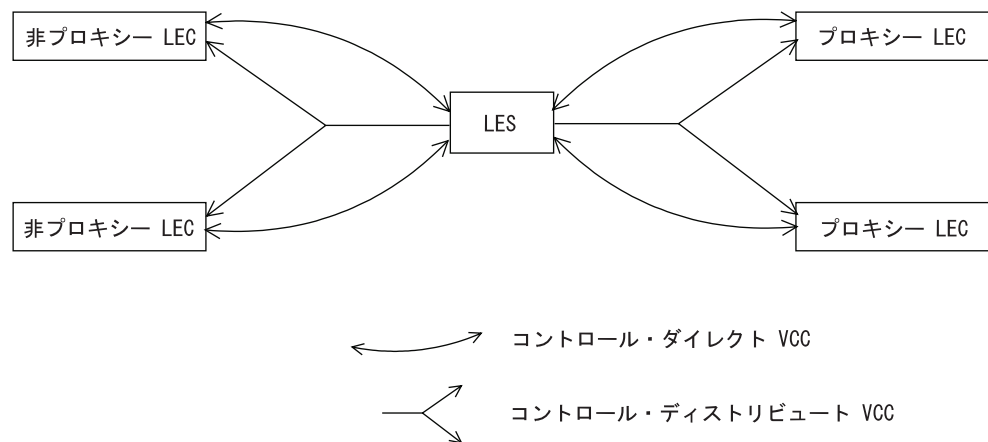 非プロキシー LEC
プロキシー LEC
LES
非プロキシー LEC
プロキシー LEC
コントロール・ダイレクト VCC
コントロール・ディストリビュート VCC